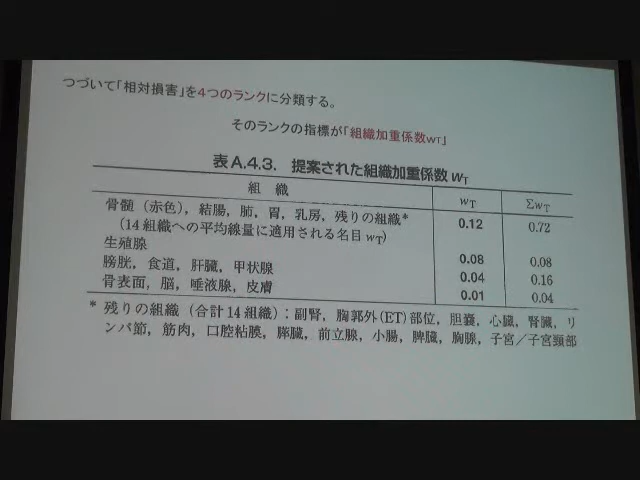 つづいて「相対損害」を4つのランクに分類する。
そのランクの指標が「組織加重係数wT」
表A.4.3. 提案された組織加重係数 wT
組 織 wT ΣwT
骨髄(赤色),結腸,肺,胃,乳房,残りの組織* 0.12 0.72
(14組織への平均線量に適用される名目wT)
生殖腺 0.08 0.08
膀胱,食道,肝臓,甲状腺 0.04 0.16
骨表面,脳,唾液腺,皮膚 0.01 0.04
* 残りの組織(合計14組織):副腎,胸郭外(ET)部位,胆嚢,心臓,腎臓,リ
ンパ節,筋肉,口腔粘膜,膵臓,前立腺,小腸,脾臓,胸腺,子宮/子宮頸部